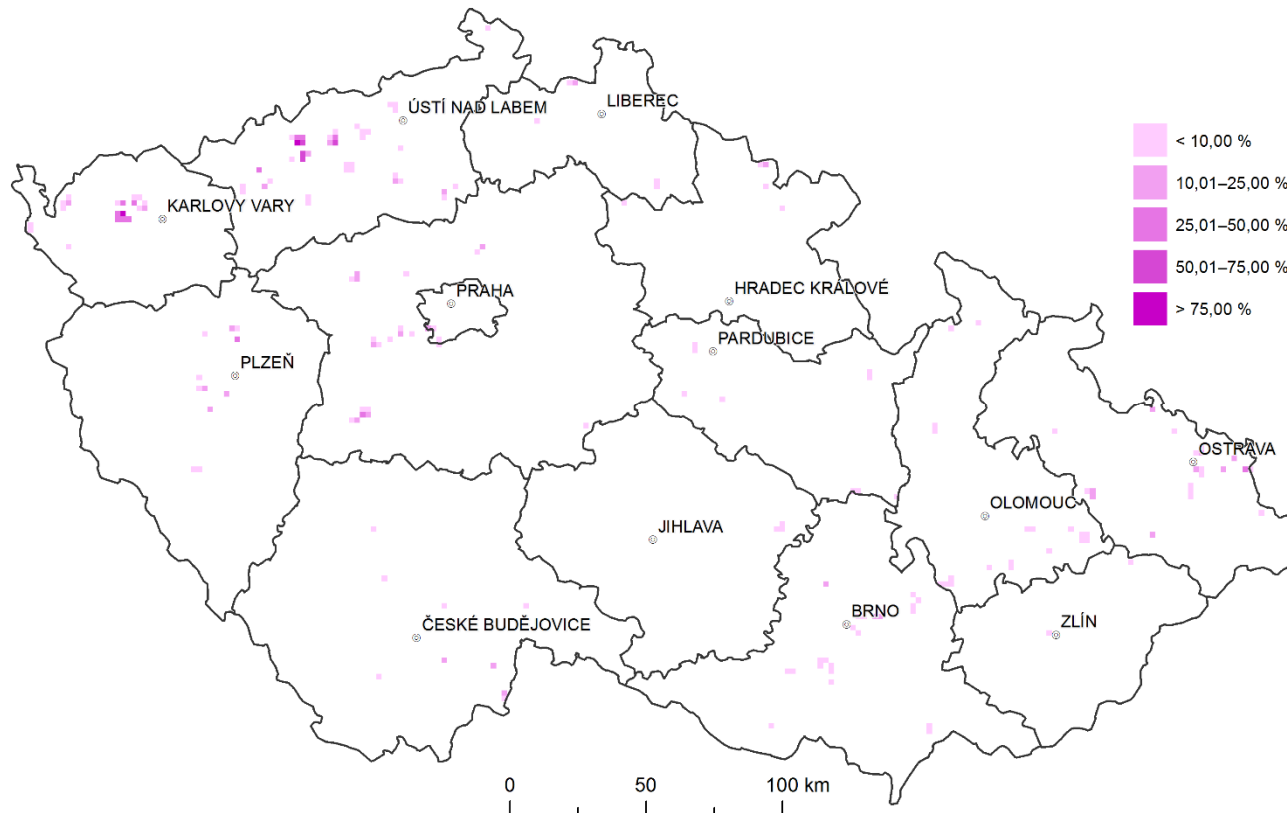 ÚSTÍ NAD LABEM
LIBEREC
< 10,00 %
10,01–25,00 %
KARLOVY VARY
25,01–50,00 %
50,01–75,00 %
PRAHA
HRADEC KRÁLOVÉ
> 75,00 %
PARDUBICE
PLZEŇ
OSTRAVA
OLOMOUC
JIHLAVA
BRNO
ČESKÉ BUDĚJOVICE
ZLÍN
0 50 100 km